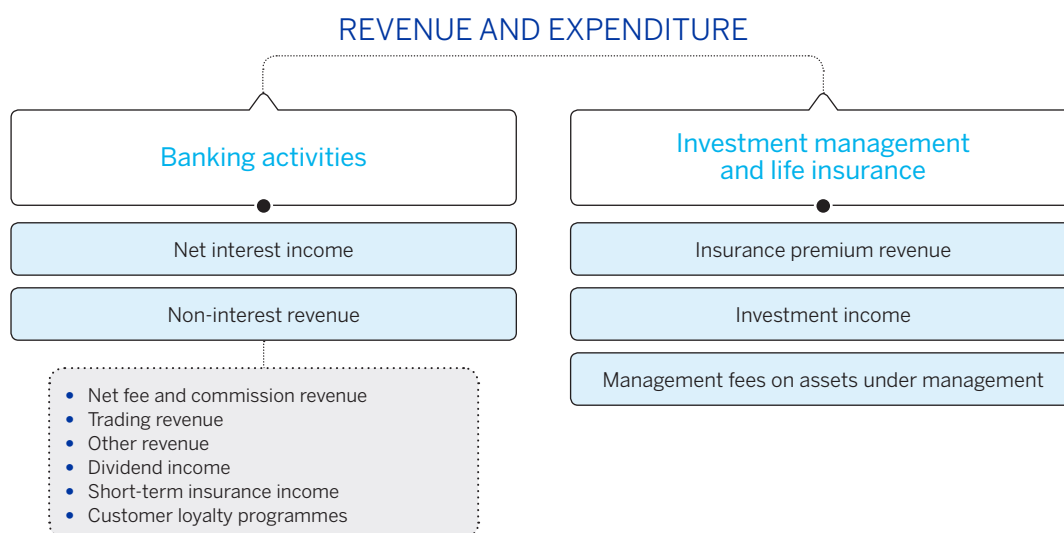 REVENUE AND EXPENDITURE
Banking activities
Net interest income
Non-interest revenue
• Net fee and commission revenue
• Trading revenue
• Other revenue
• Dividend income
• Short-term insurance income
• Customer loyalty programmes
Investment management
and life insurance
Insurance premium revenue
Investment income
Management fees on assets under management